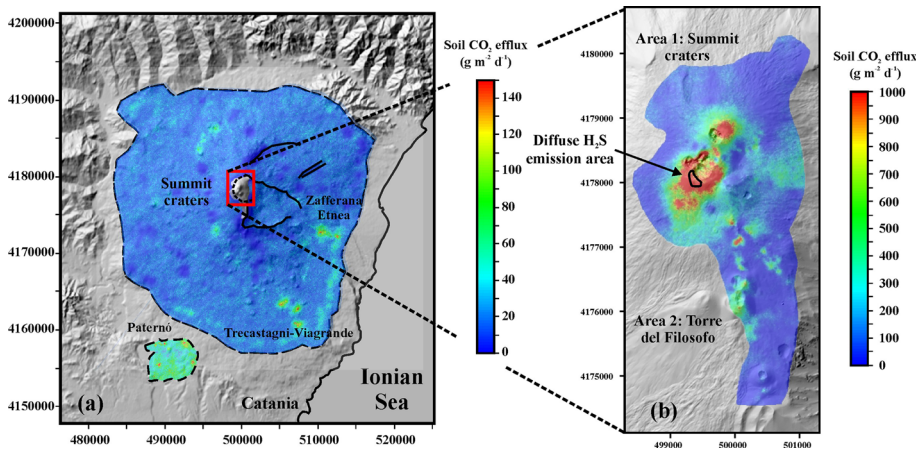 4200000
4190000
4180000
4170000
4160000
4150000
480000
490000
500000
510000
520000
Summit
craters
Zafferana
Etnea
Paternó
Trecastagni-Viagrande
Catania
Ionian
Sea
(a)
Soil CO₂ efflux
(g m⁻² d⁻¹)
140
120
100
80
60
40
20
0
Area 1: Summit
craters
Diffuse H₂S
emission area
Area 2: Torre
del Filosofo
(b)
4180000
4179000
4178000
4177000
4176000
4175000
499000
500000
501000
Soil CO₂ efflux
(g m⁻² d⁻¹)
1000
900
800
700
600
500
400
300
200
100
0